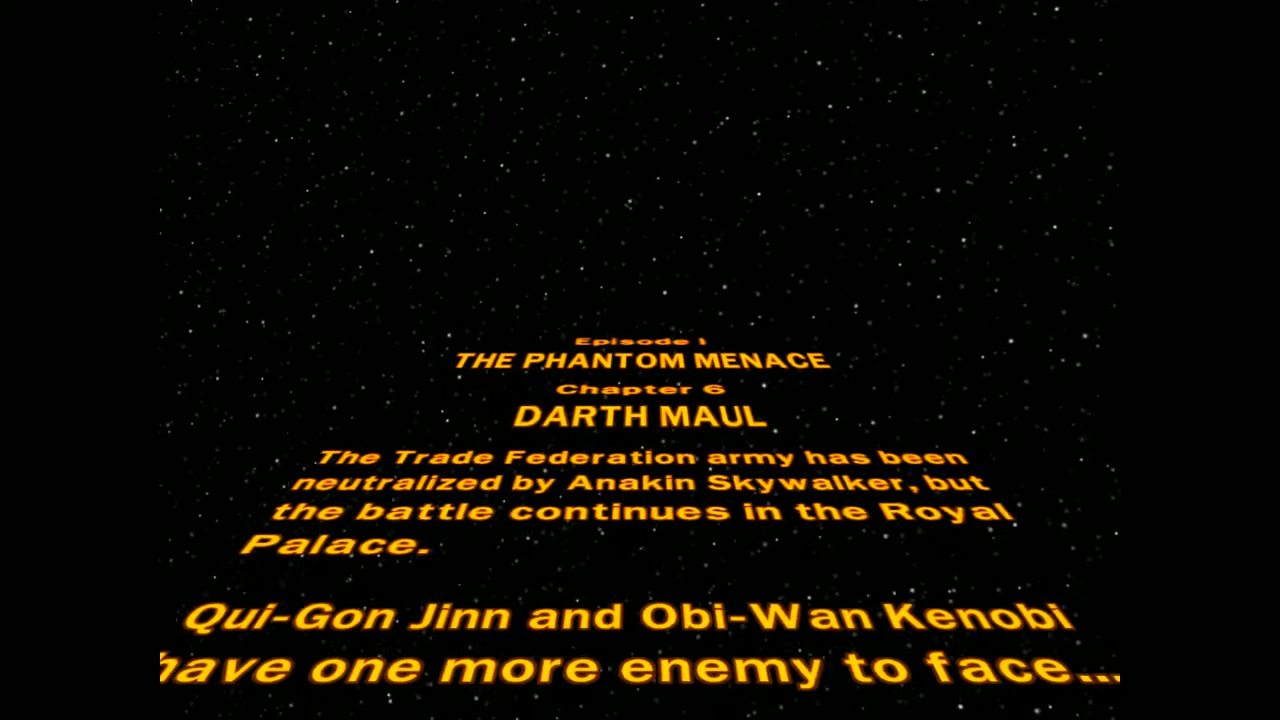 Episode I
THE PHANTOM MENACE
Chapter 6
DARTH MAUL
The Trade Federation army has been
neutralized by Anakin Skywalker, but
the battle continues in the Royal
Palace.
Qui-Gon Jinn and Obi-Wan Kenobi
have one more enemy to face...